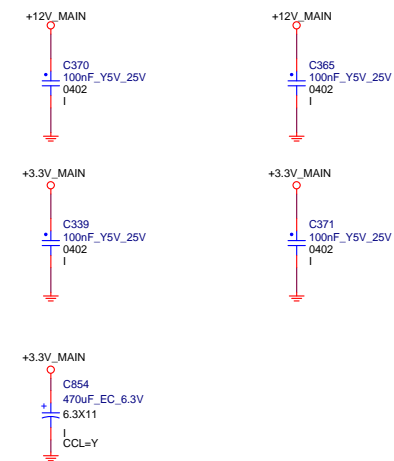 +12V_MAIN
C370
100nF_Y5V_25V
0402
I
+12V_MAIN
C365
100nF_Y5V_25V
0402
I
+3.3V_MAIN
C339
100nF_Y5V_25V
0402
I
+3.3V_MAIN
C371
100nF_Y5V_25V
0402
I
+3.3V_MAIN
C854
470uF_EC_6.3V
+
6.3X11
I
CCL=Y